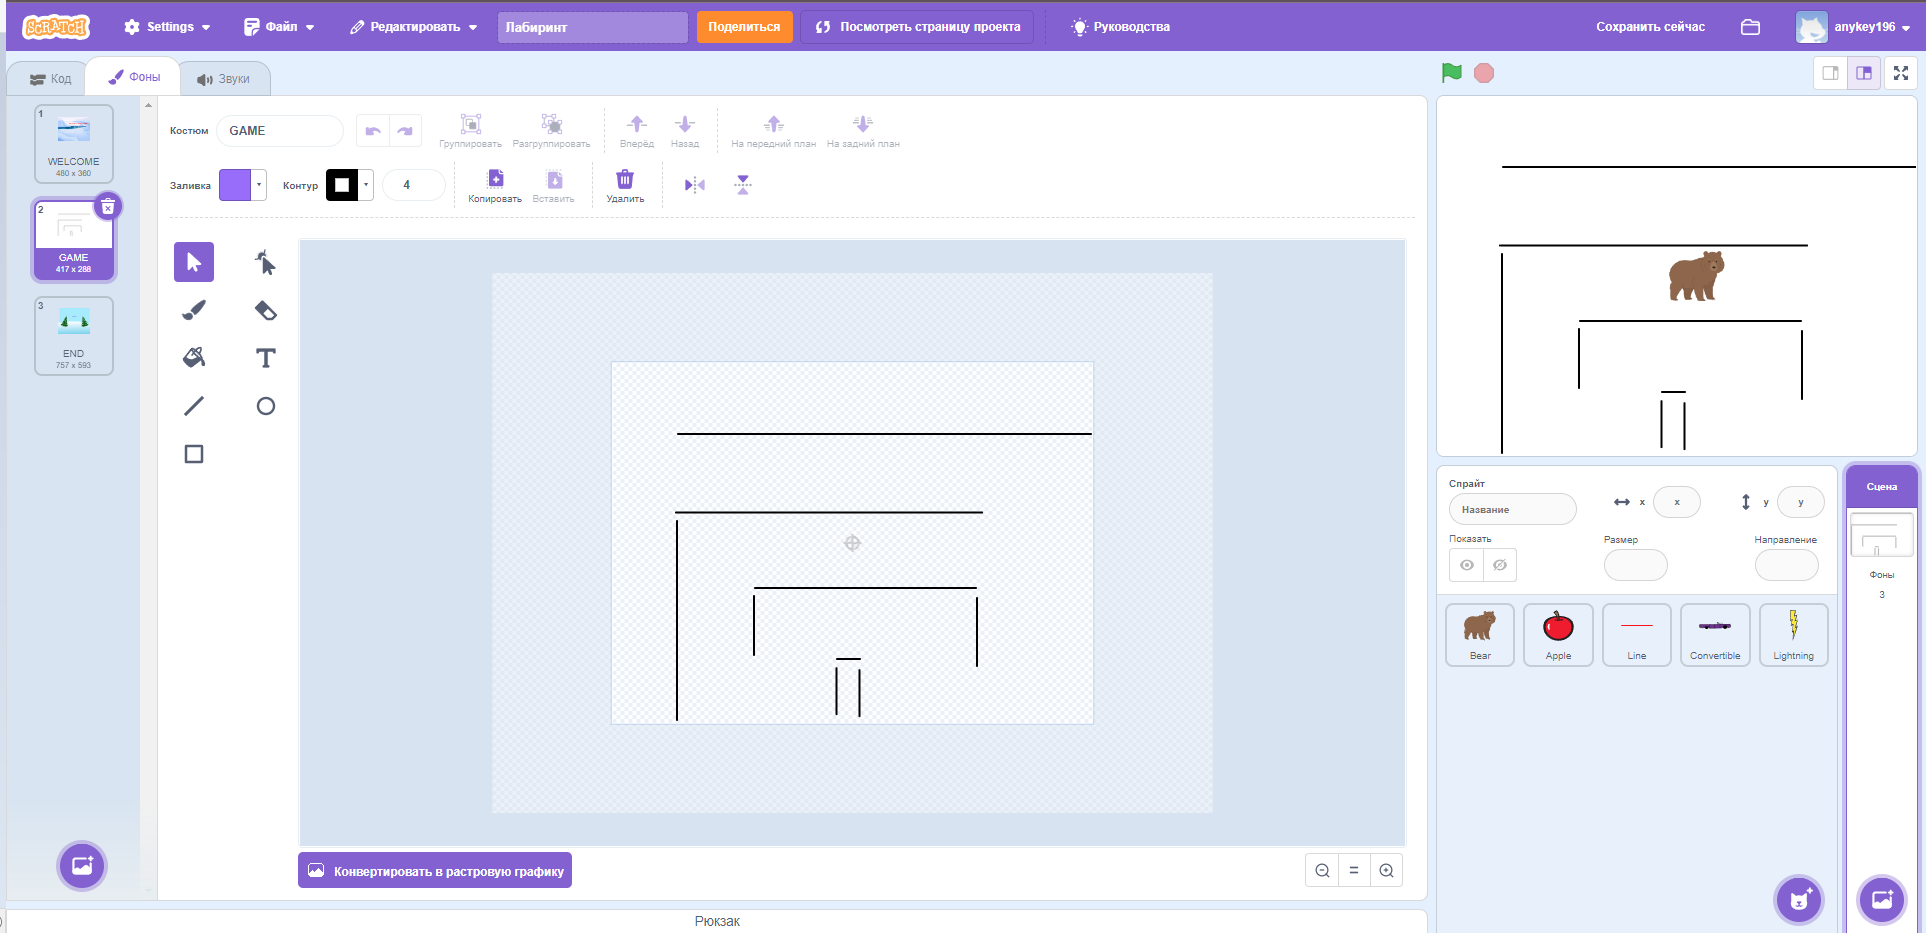 SCRATCH
Settings
Файл
Редактировать
Лабиринт
Поделиться
Посмотреть страницу проекта
Руководства
Сохранить сейчас
anykey196
Код
Фоны
Звуки
1
WELCOME
480 x 360
2
GAME
417 x 288
3
END
757 x 593
Костюм
GAME
Группировать
Разгруппировать
Вперёд
Назад
На передний план
На задний план
Заливка
Контур
4
Копировать
Вставить
Удалить
T
Конвертировать в растровую графику
Рюкзак
Спрайт
Название
x
x
y
y
Показать
Размер
Направление
Bear
Apple
Line
Convertible
Lightning
Сцена
Фоны
3